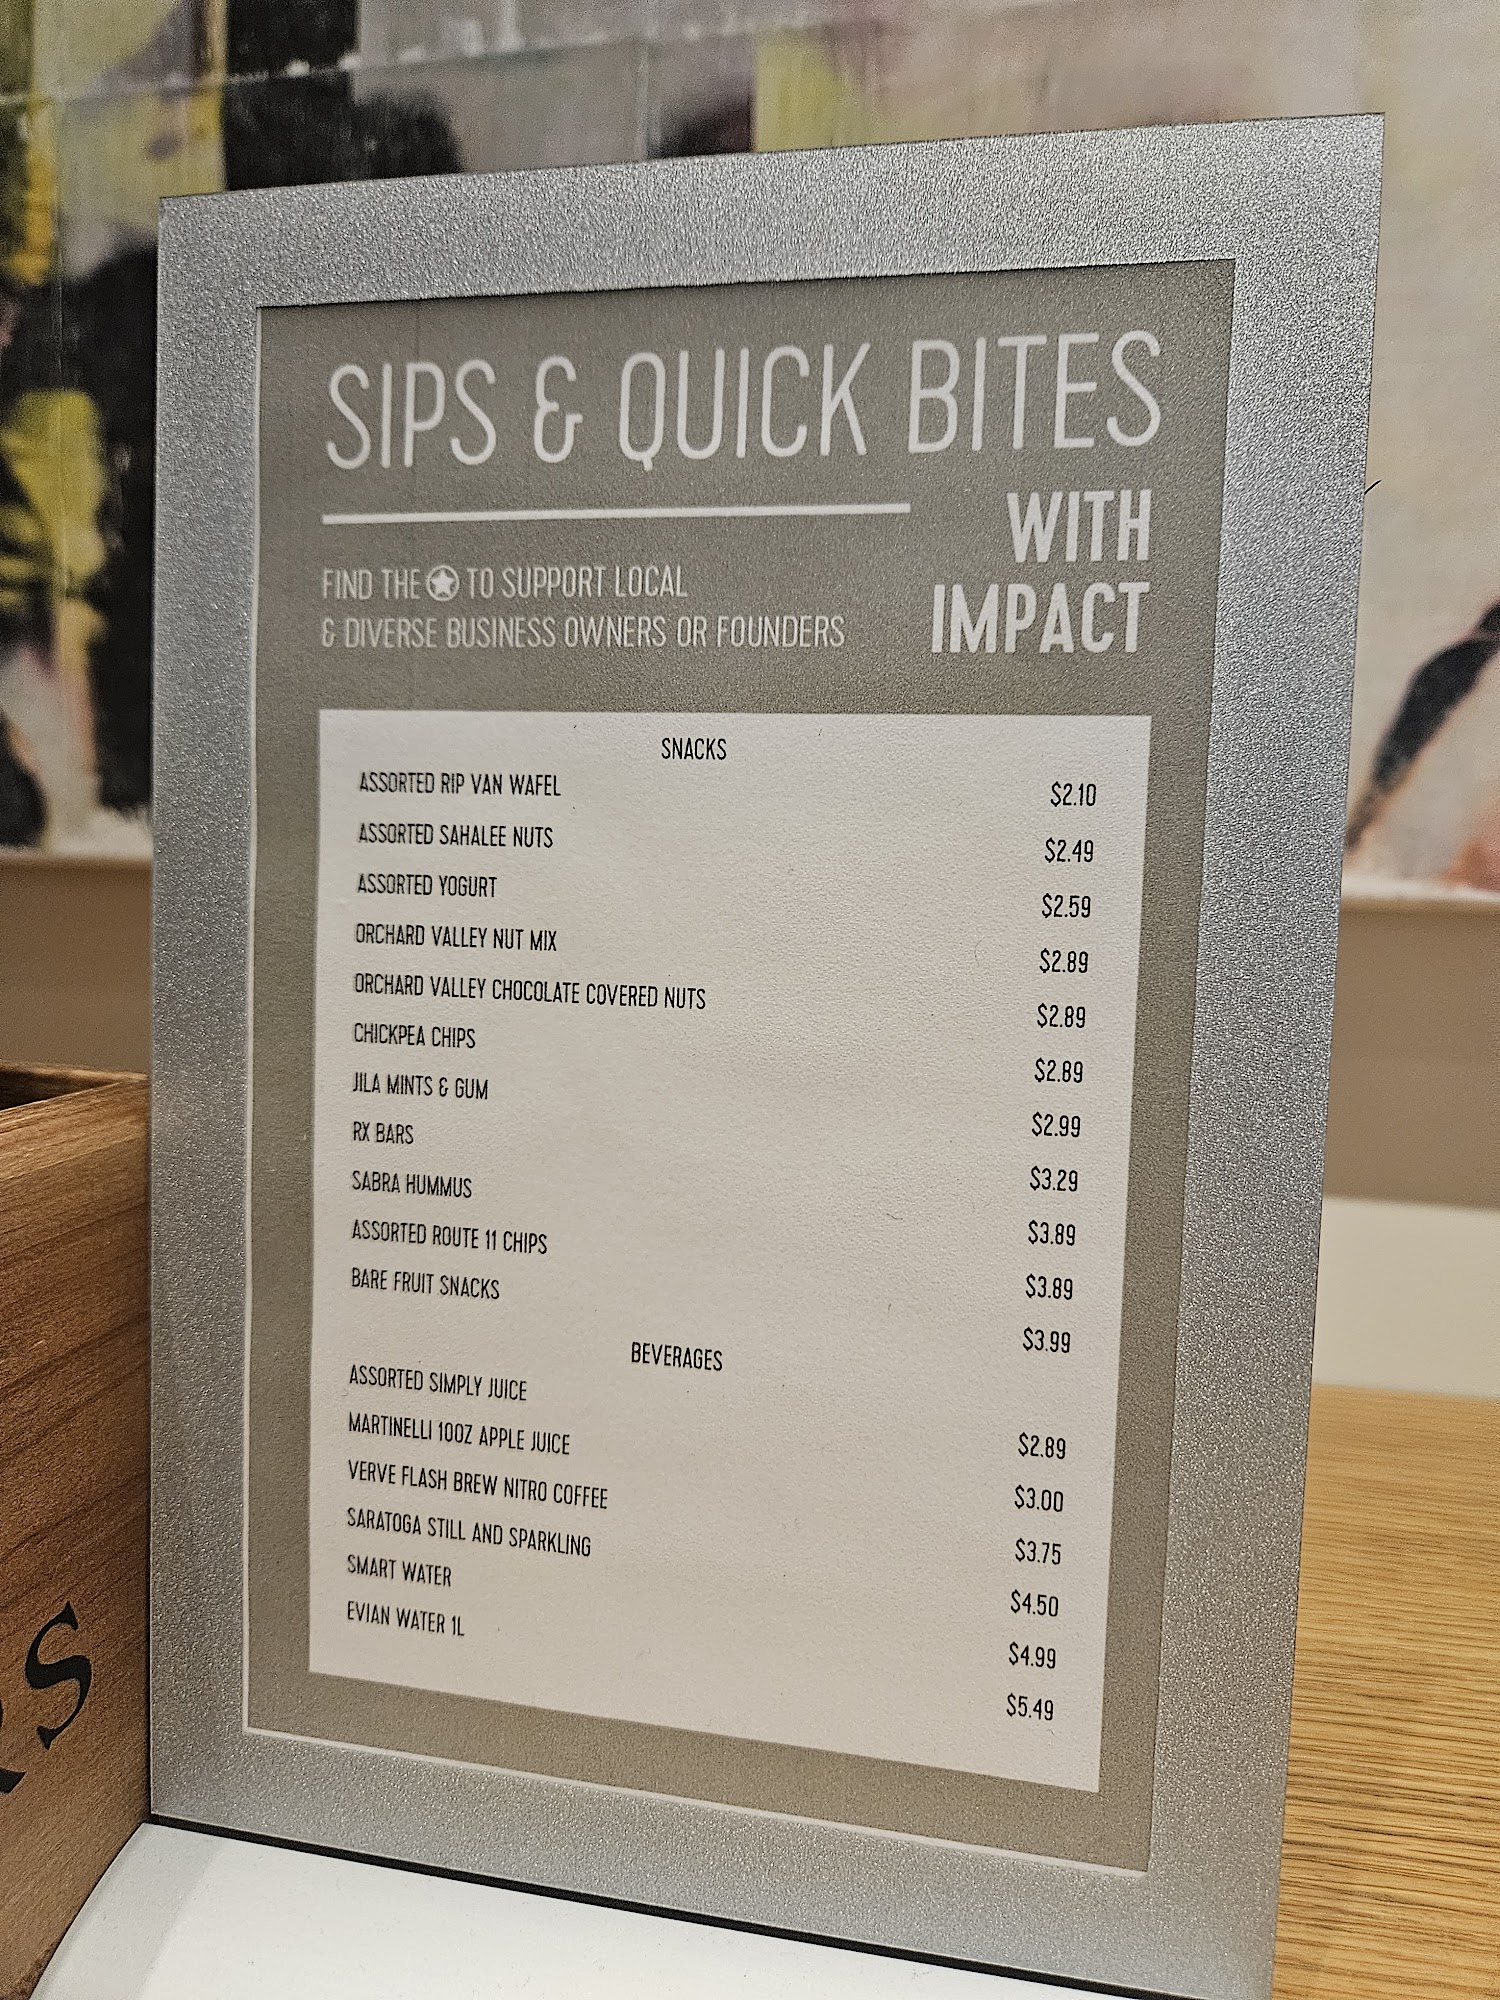 SIPS & QUICK BITES
WITH
IMPACT
FIND THE ★ TO SUPPORT LOCAL
& DIVERSE BUSINESS OWNERS OR FOUNDERS
SNACKS
ASSORTED RIP VAN WAFEL $2.10
ASSORTED SAHALEE NUTS $2.49
ASSORTED YOGURT $2.59
ORCHARD VALLEY NUT MIX $2.89
ORCHARD VALLEY CHOCOLATE COVERED NUTS $2.89
CHICKPEA CHIPS $2.89
JILA MINTS & GUM $2.99
RX BARS $3.29
SABRA HUMMUS $3.89
ASSORTED ROUTE 11 CHIPS $3.89
BARE FRUIT SNACKS $3.99
BEVERAGES
ASSORTED SIMPLY JUICE $2.89
MARTINELLI 10OZ APPLE JUICE $3.00
VERVE FLASH BREW NITRO COFFEE $3.75
SARATOGA STILL AND SPARKLING $4.50
SMART WATER $4.99
EVIAN WATER 1L $5.49